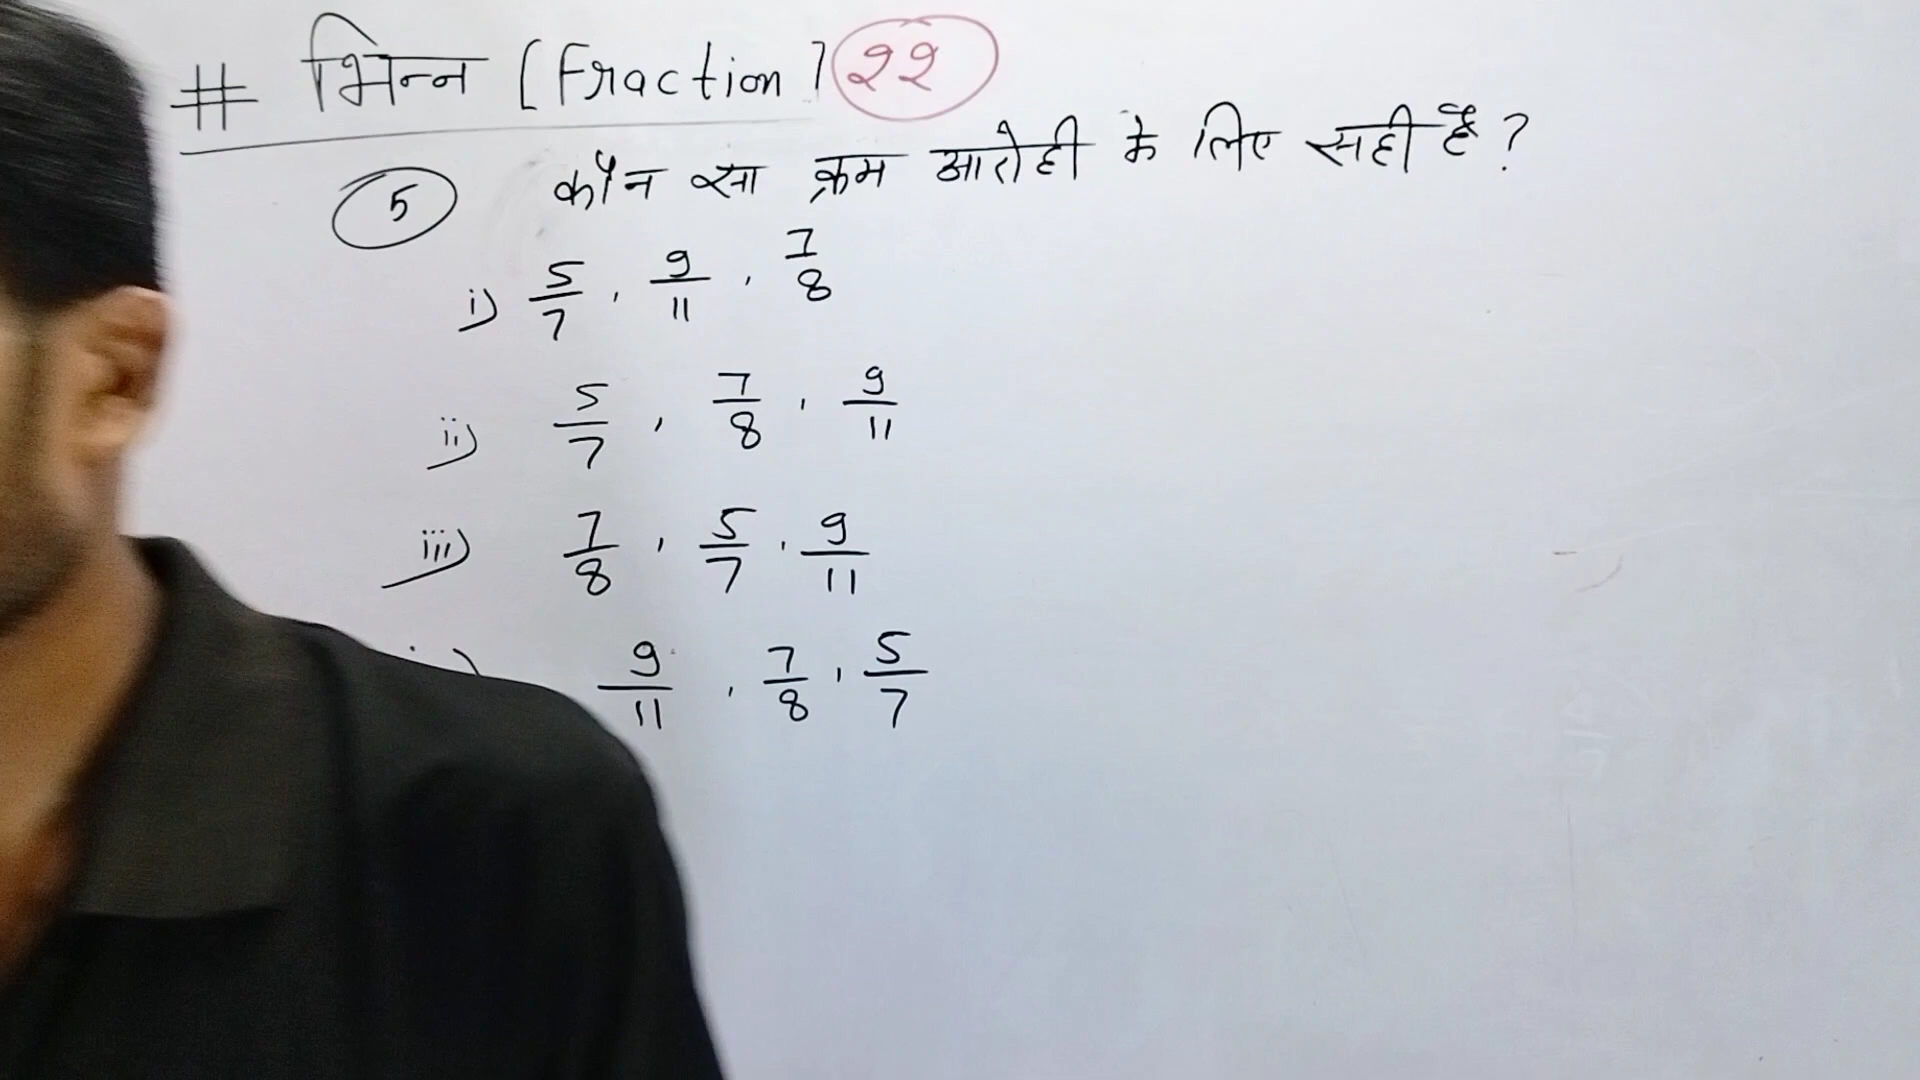 # भिन्न [Fraction] 22
5 कौन सा क्रम आरोही के लिए सही है ?
i) 5/7 , 9/11 , 7/8
ii) 5/7 , 7/8 , 9/11
iii) 7/8 , 5/7 , 9/11
9/11 , 7/8 , 5/7